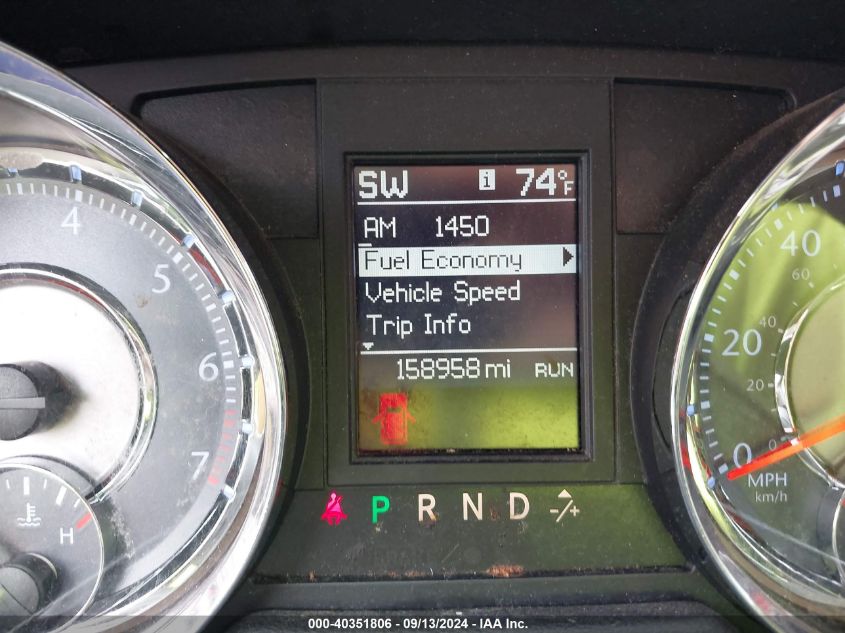 SW i 74°F
AM 1450
Fuel Economy
Vehicle Speed
Trip Info
158958 mi RUN
P R N D -/+
4
5
6
7
H
40
60
20
40
20
0
0
MPH
km/h
000-40351806 - 09/13/2024 - IAA Inc.